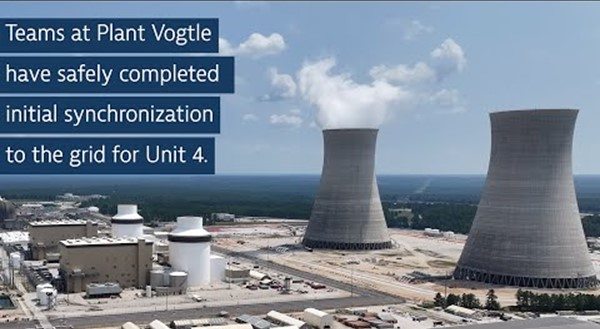 Teams at Plant Vogtle
have safely completed
initial synchronization
to the grid for Unit 4.